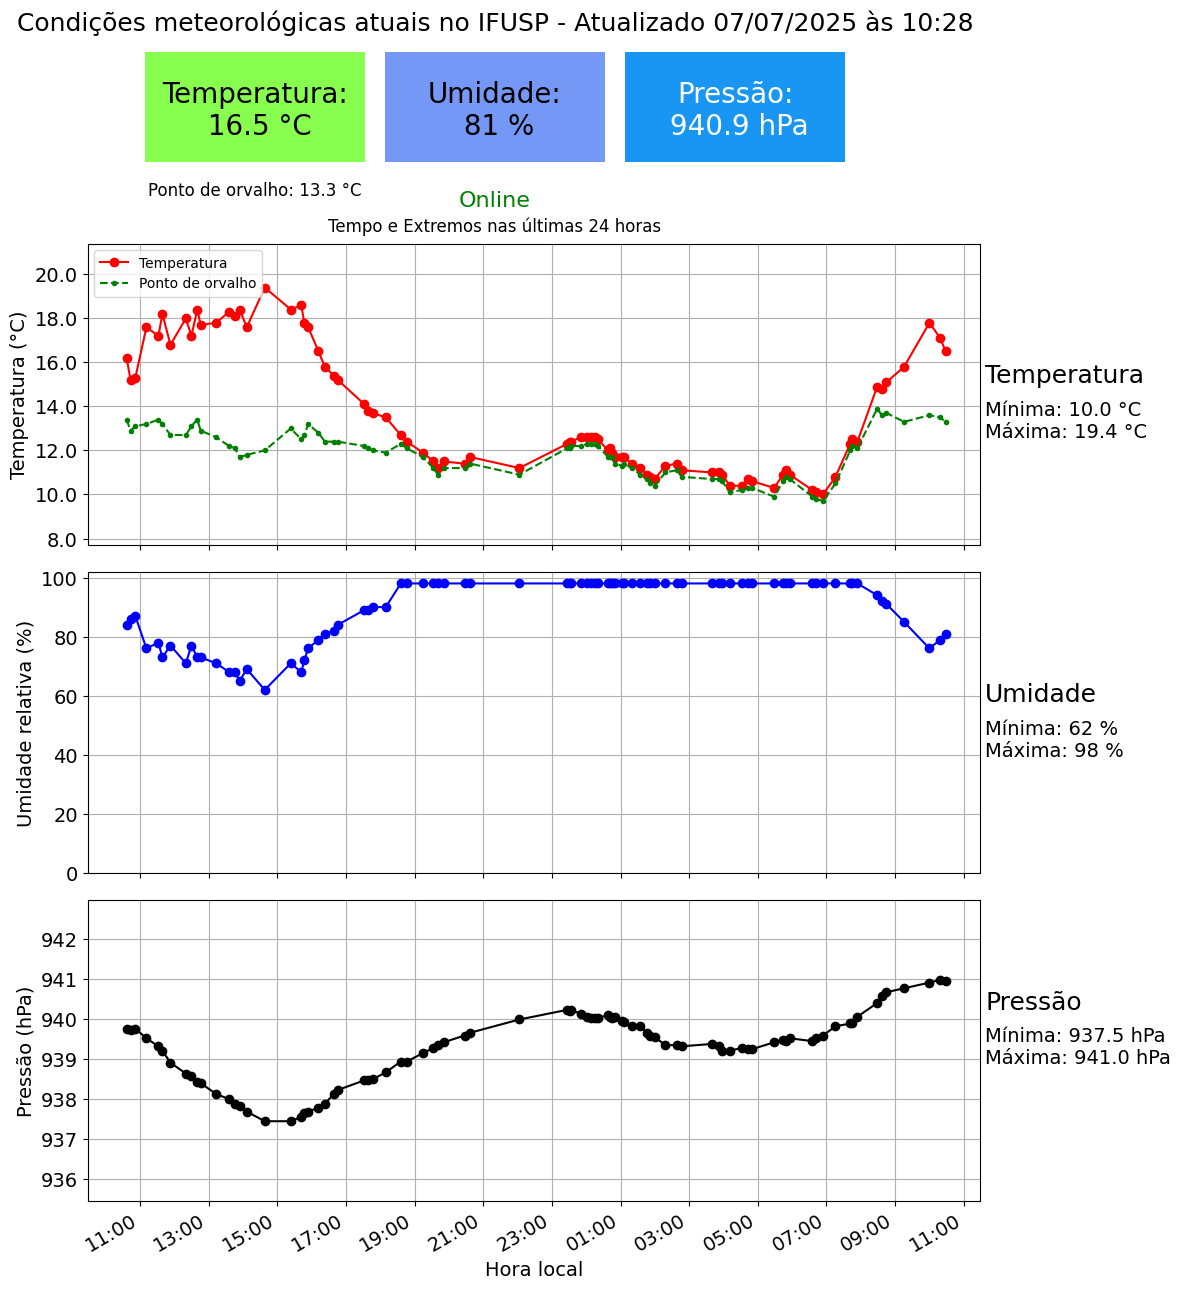 Condições meteorológicas atuais no IFUSP - Atualizado 07/07/2025 às 10:28
Temperatura:
16.5 °C
Umidade:
81 %
Pressão:
940.9 hPa
Ponto de orvalho: 13.3 °C
Online
Tempo e Extremos nas últimas 24 horas
Temperatura
Ponto de orvalho
Temperatura (°C)
20.0
18.0
16.0
14.0
12.0
10.0
8.0
Temperatura
Mínima: 10.0 °C
Máxima: 19.4 °C
Umidade relativa (%)
100
80
60
40
20
0
Umidade
Mínima: 62 %
Máxima: 98 %
Pressão (hPa)
942
941
940
939
938
937
936
Pressão
Mínima: 937.5 hPa
Máxima: 941.0 hPa
11:00
13:00
15:00
17:00
19:00
21:00
23:00
01:00
03:00
05:00
07:00
09:00
11:00
Hora local